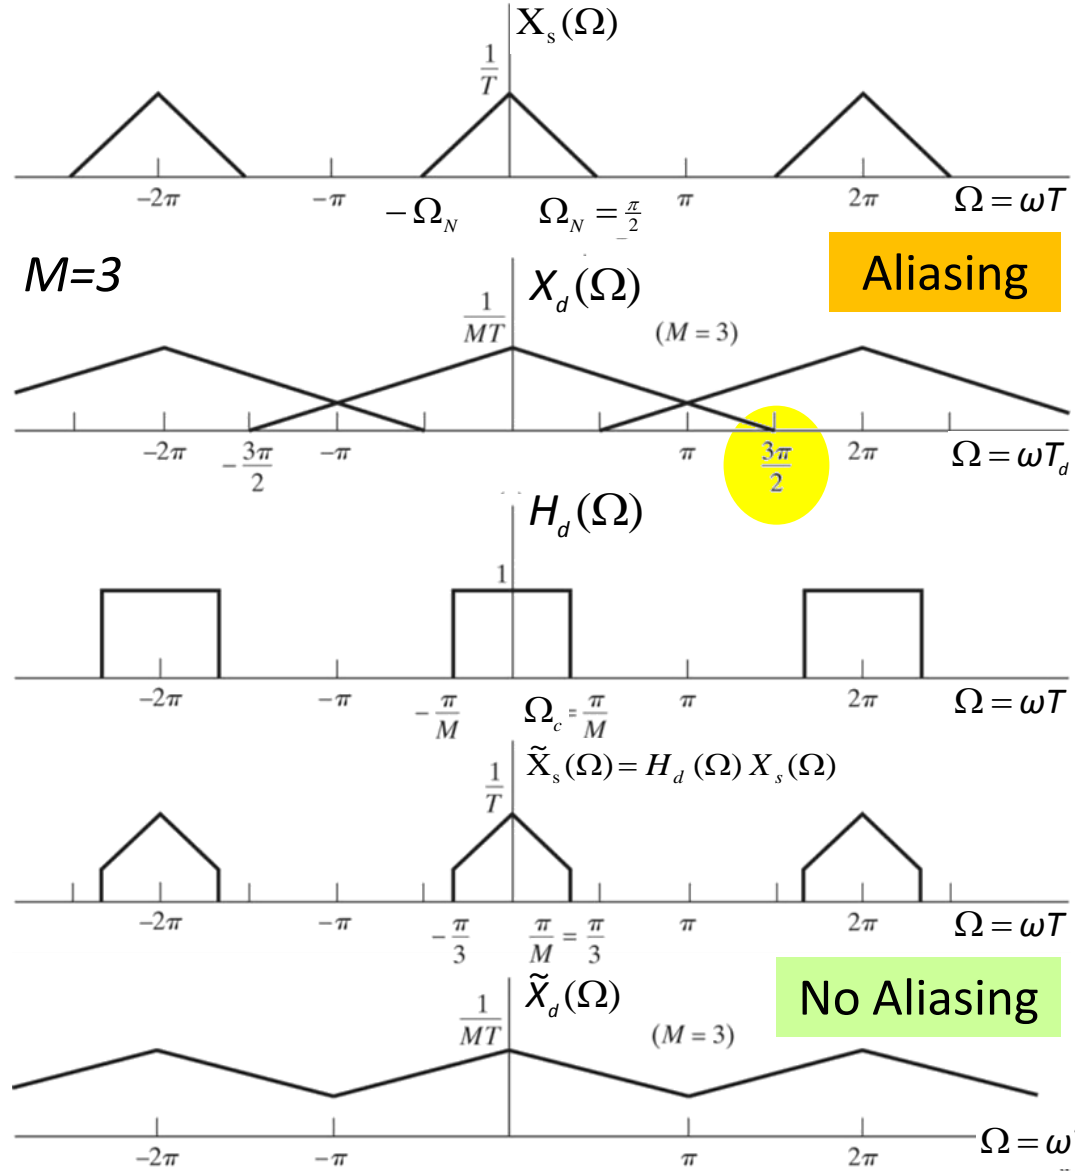 X_s(Ω)
1/T
−2π −π −Ω_N Ω_N = π/2 π 2π Ω = ωT
M=3
Aliasing
X_d(Ω)
1/MT (M = 3)
−2π −3π/2 −π π 3π/2 2π Ω = ωT_d
H_d(Ω)
1
−2π −π −π/M Ω_c = π/M π 2π Ω = ωT
X̃_s(Ω) = H_d(Ω) X_s(Ω)
1/T
−2π −π −π/3 π/M = π/3 π 2π Ω = ωT
X̃_d(Ω)
No Aliasing
1/MT (M = 3)
−2π −π π 2π Ω = ω